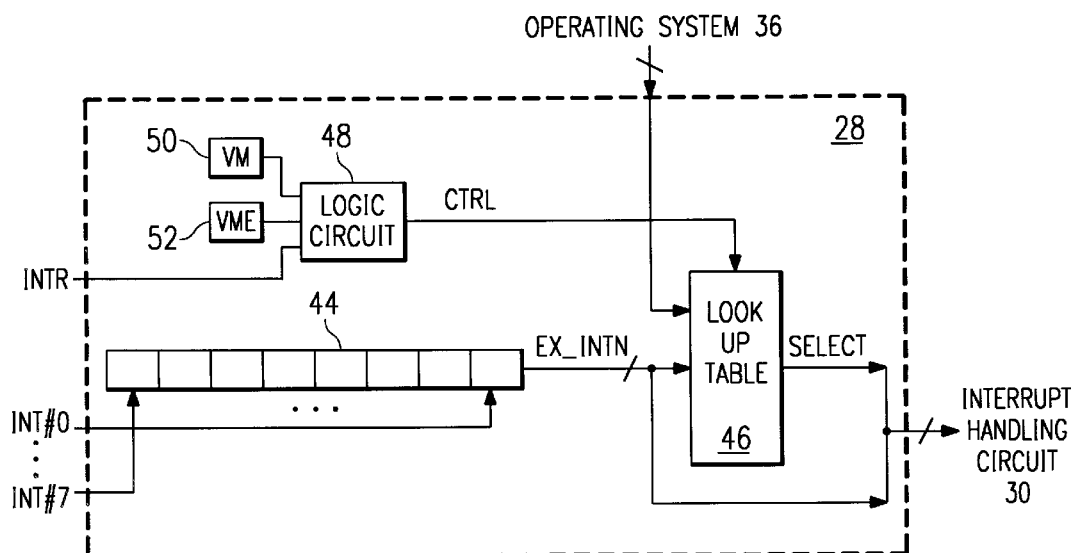 OPERATING SYSTEM 36
28
50
VM
48
LOGIC
CIRCUIT
CTRL
52
VME
INTR
44
EX_INTN
LOOK
UP
TABLE
46
SELECT
INT#0
INT#7
INTERRUPT
HANDLING
CIRCUIT
30